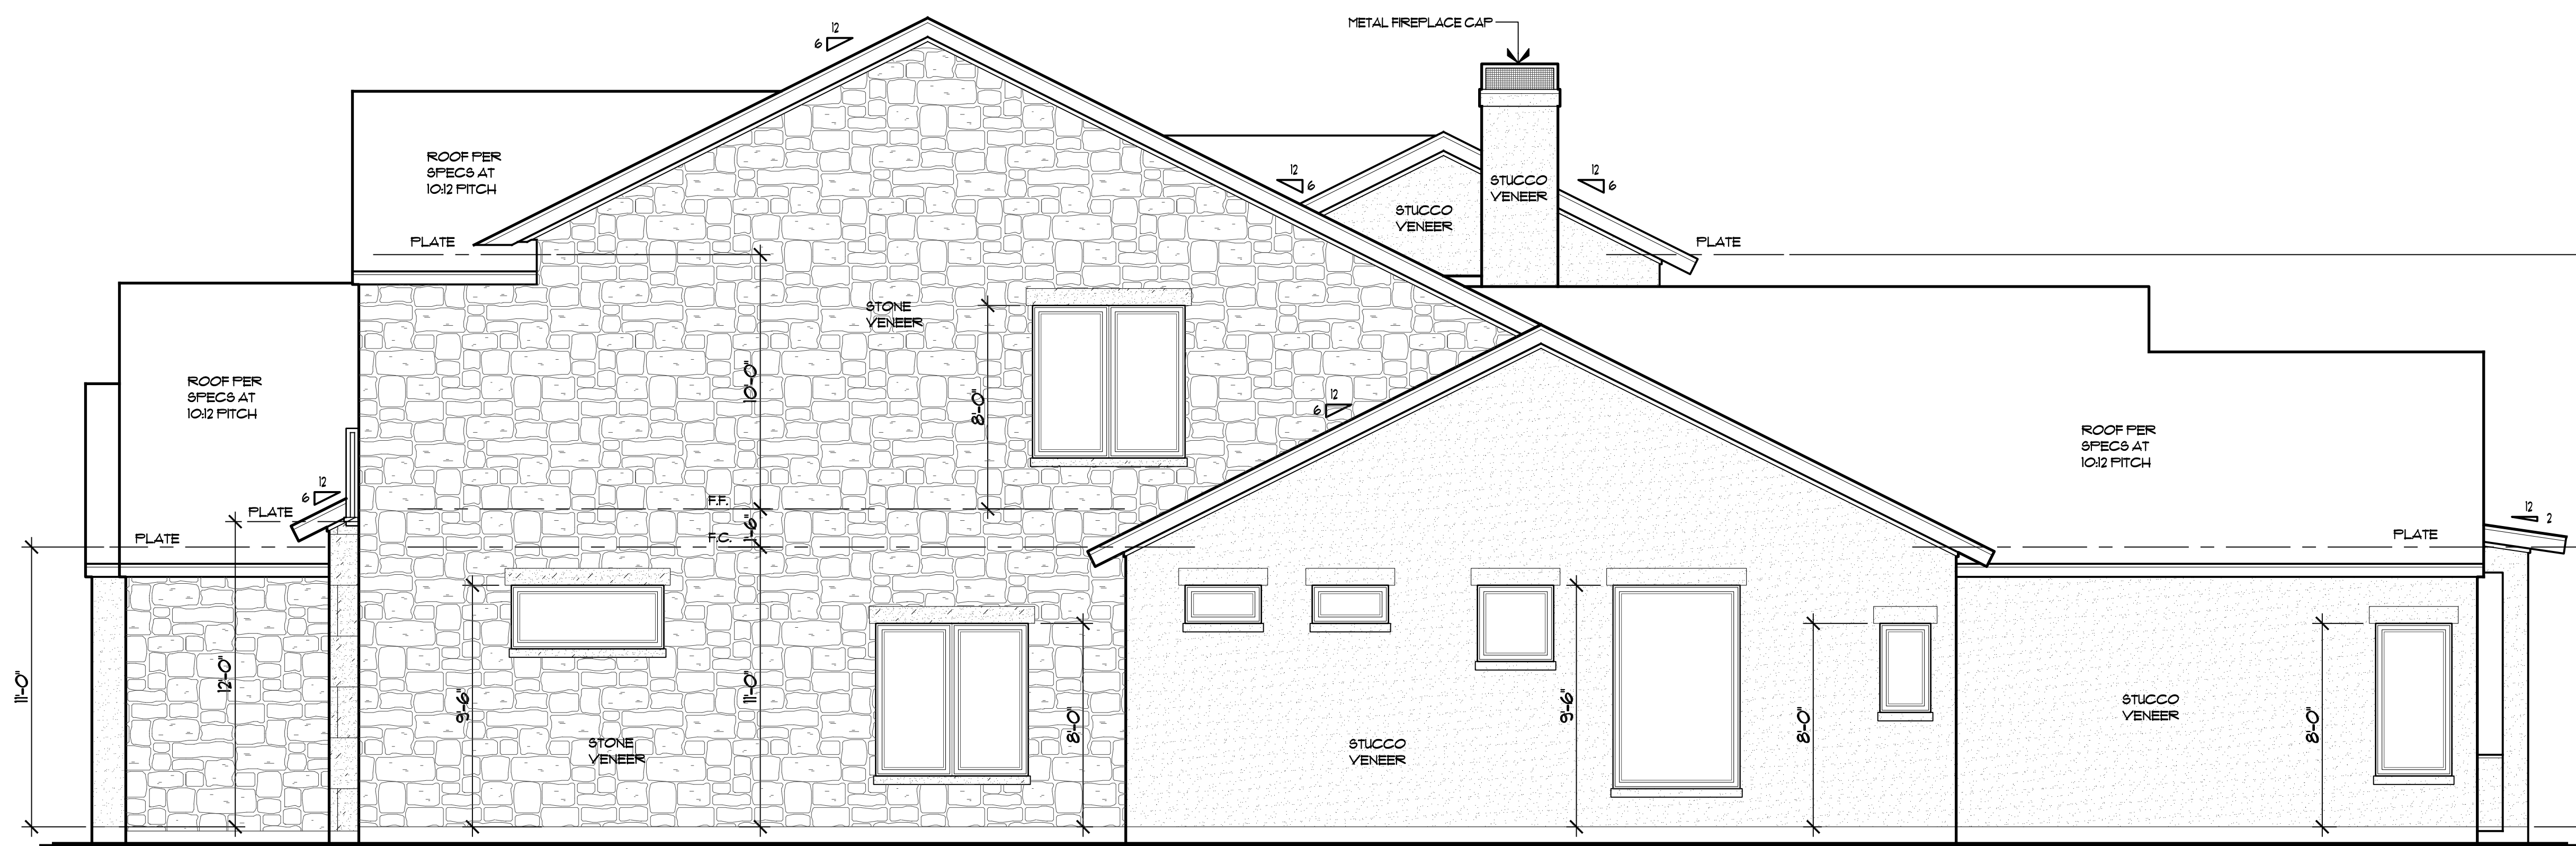 METAL FIREPLACE CAP
12
6
ROOF PER
SPECS AT
10:12 PITCH
12
6
12
6
STUCCO
VENEER
STUCCO
VENEER
PLATE
PLATE
STONE
VENEER
10'-0"
8'-0"
ROOF PER
SPECS AT
10:12 PITCH
12
6
ROOF PER
SPECS AT
10:12 PITCH
12
6
PLATE
F.F.
1'-6"
F.C.
PLATE
PLATE
12
2
11'-0"
12'-0"
9'-6"
11'-0"
8'-0"
9'-6"
8'-0"
8'-0"
STONE
VENEER
STUCCO
VENEER
STUCCO
VENEER